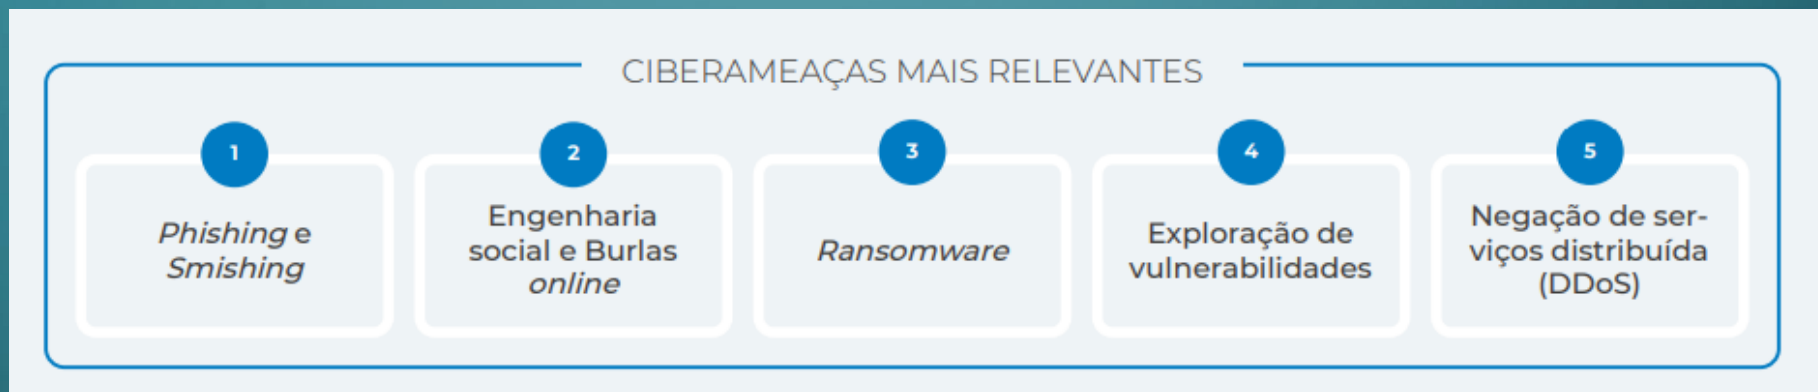 CIBERAMEAÇAS MAIS RELEVANTES
1
Phishing e
Smishing
2
Engenharia
social e Burlas
online
3
Ransomware
4
Exploração de
vulnerabilidades
5
Negação de ser-
viços distribuída
(DDoS)